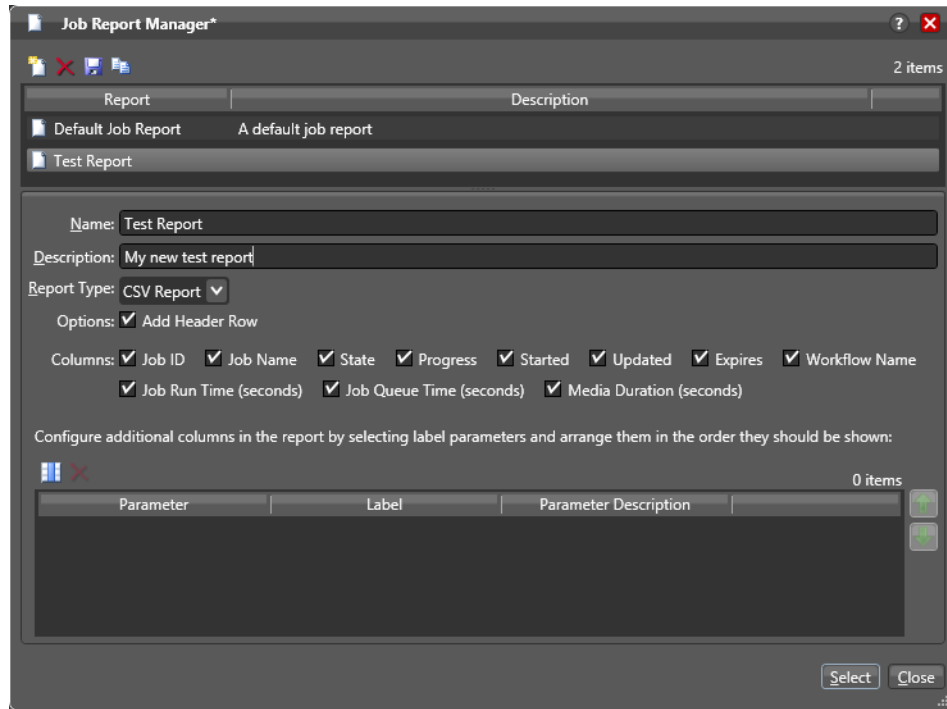 Job Report Manager*
?
2 items
Report Description
Default Job Report A default job report
Test Report
Name: Test Report
Description: My new test report
Report Type: CSV Report
Options: Add Header Row
Columns: Job ID Job Name State Progress Started Updated Expires Workflow Name
Job Run Time (seconds) Job Queue Time (seconds) Media Duration (seconds)
Configure additional columns in the report by selecting label parameters and arrange them in the order they should be shown:
0 items
Parameter Label Parameter Description
Select Close